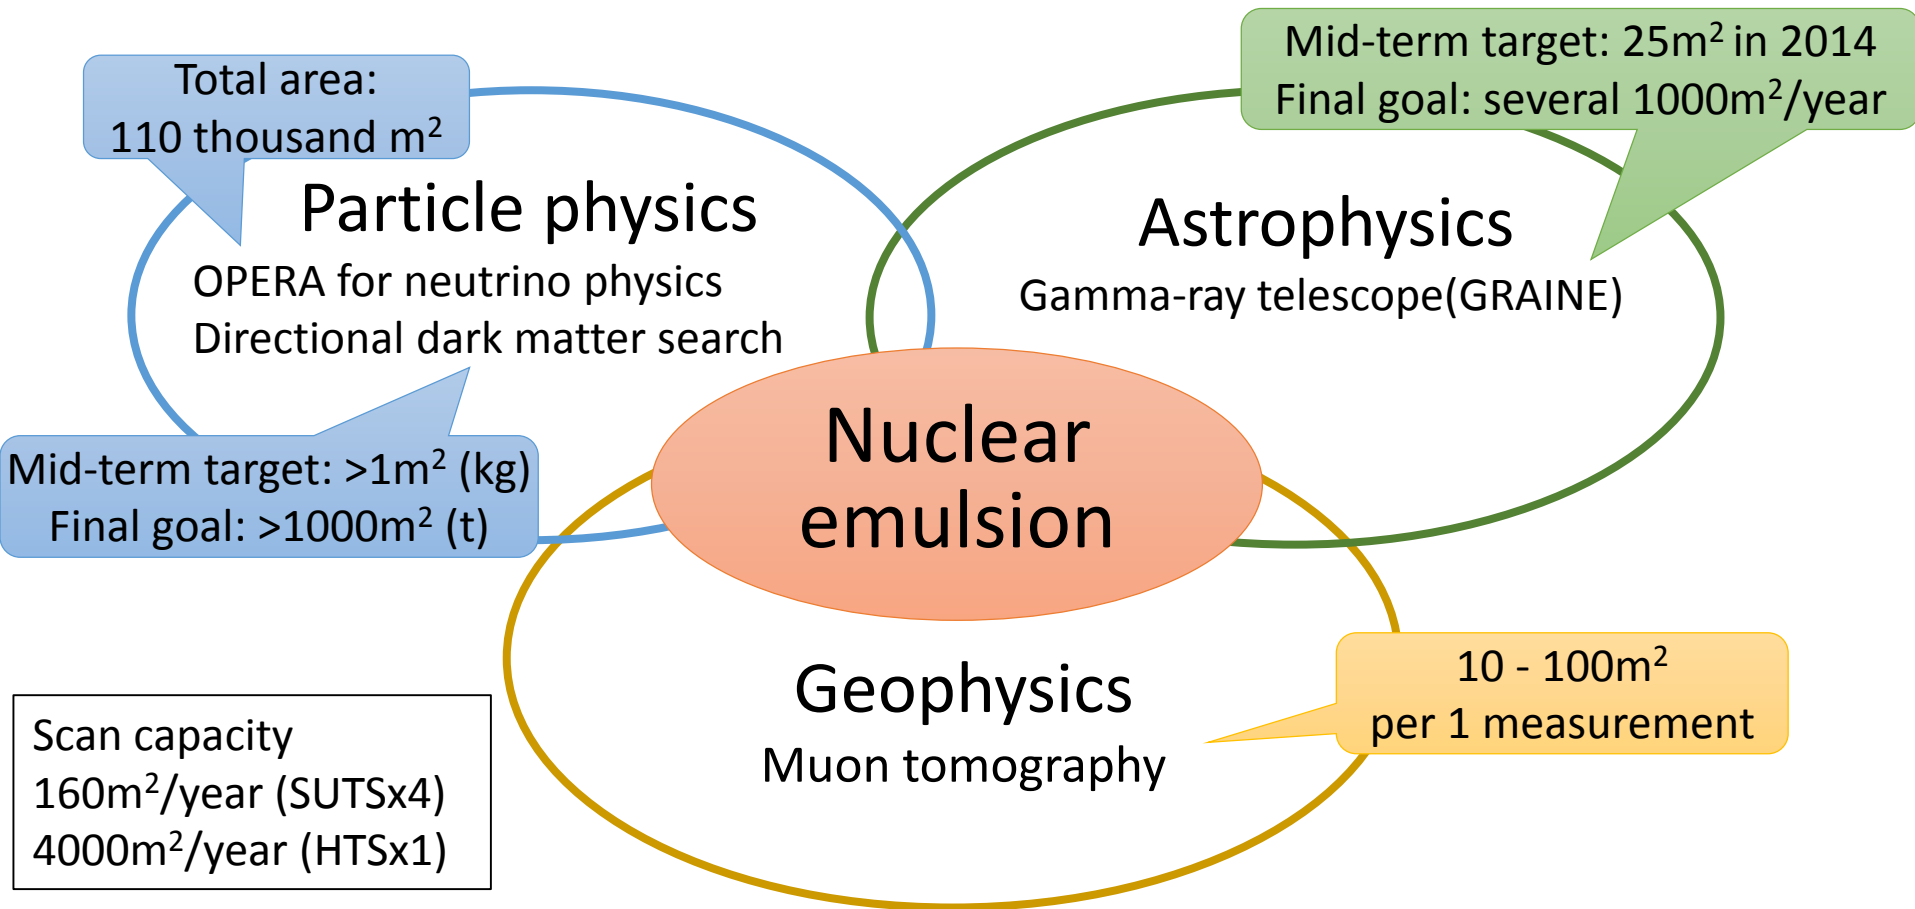 Total area:
110 thousand m²
Mid-term target: 25m² in 2014
Final goal: several 1000m²/year
Particle physics
OPERA for neutrino physics
Directional dark matter search
Astrophysics
Gamma-ray telescope(GRAINE)
Mid-term target: >1m² (kg)
Final goal: >1000m² (t)
Nuclear
emulsion
Geophysics
Muon tomography
10 - 100m²
per 1 measurement
Scan capacity
160m²/year (SUTSx4)
4000m²/year (HTSx1)